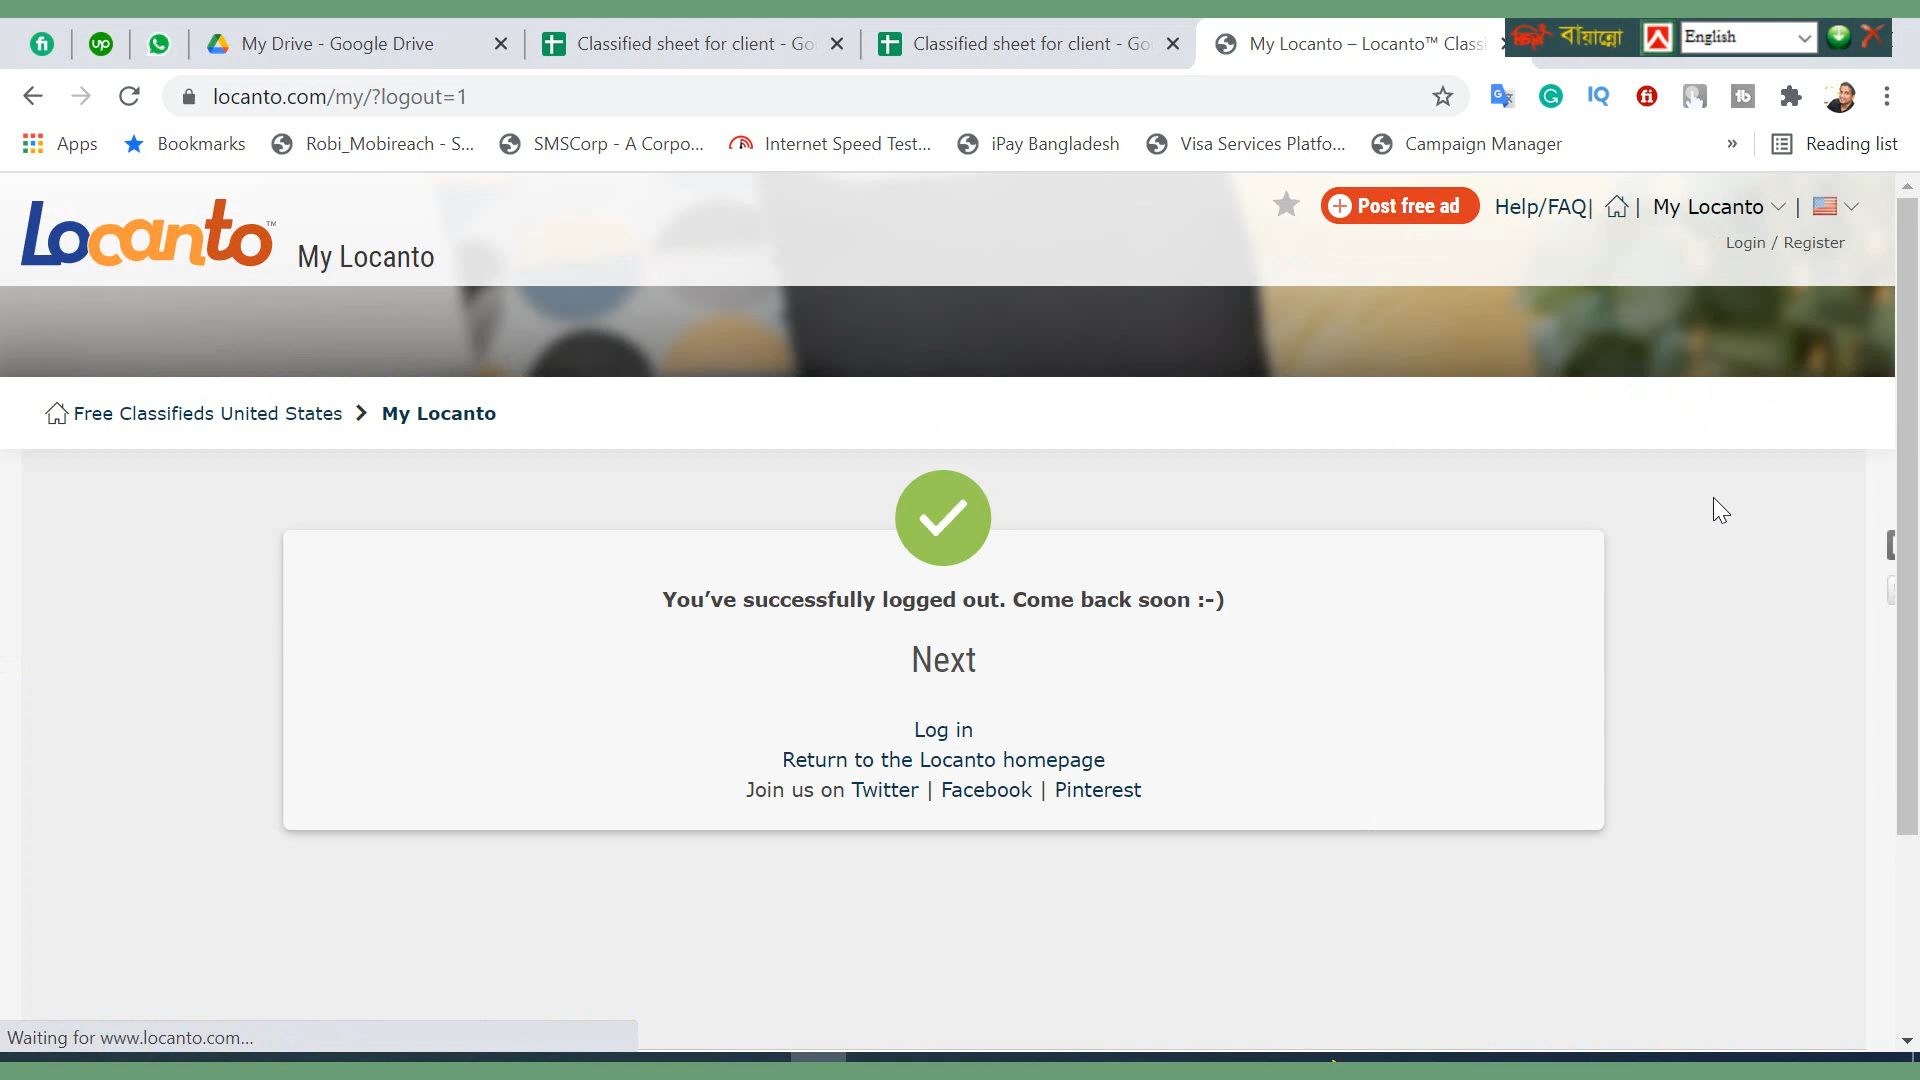 My Drive - Google Drive
Classified sheet for client - Go
Classified sheet for client - Go
My Locanto – Locanto™ Classi
বায়ান্নো
English
locanto.com/my/?logout=1
Apps
Bookmarks
Robi_Mobireach - S...
SMSCorp - A Corpo...
Internet Speed Test...
iPay Bangladesh
Visa Services Platfo...
Campaign Manager
»
Reading list
Locanto™
My Locanto
Post free ad
Help/FAQ|
| My Locanto |
Login / Register
Free Classifieds United States
My Locanto
You’ve successfully logged out. Come back soon :-)
Next
Log in
Return to the Locanto homepage
Join us on Twitter | Facebook | Pinterest
Waiting for www.locanto.com...